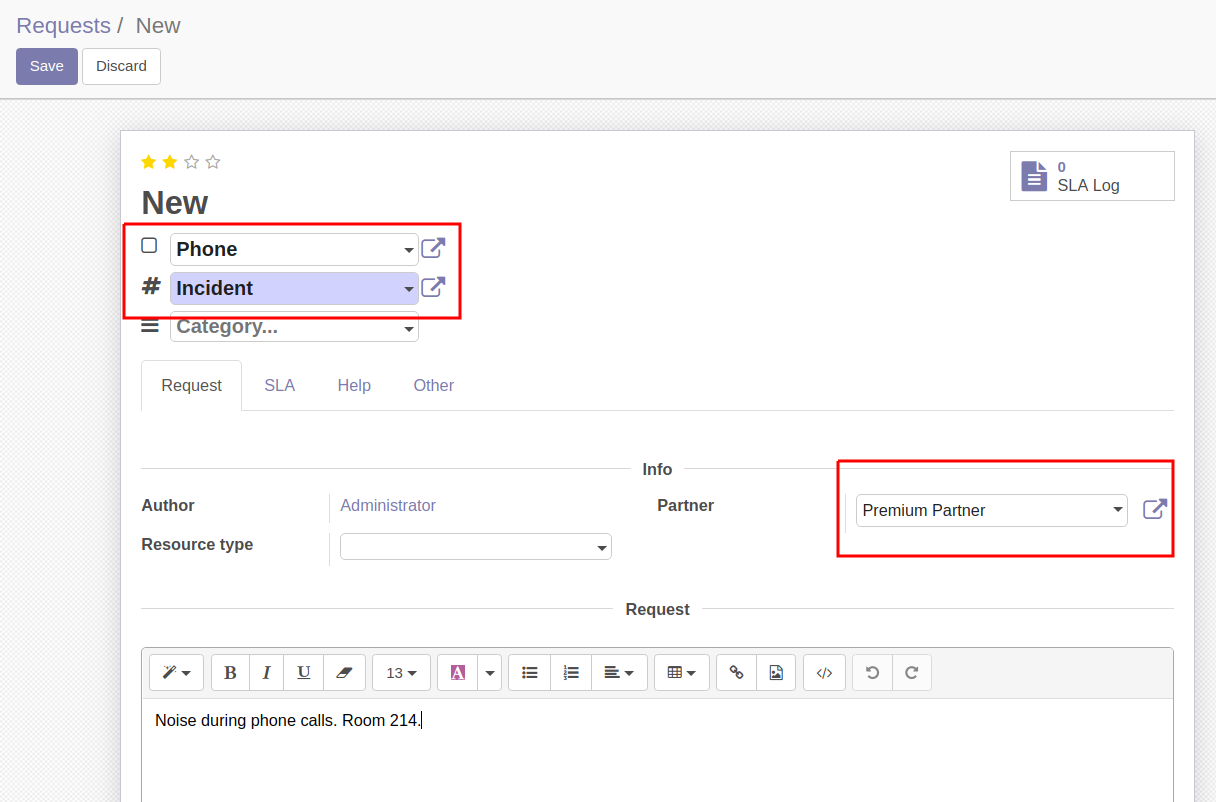 Requests / New
Save Discard
0
SLA Log
New
Phone
# Incident
Category...
Request SLA Help Other
Info
Author Administrator Partner Premium Partner
Resource type
Request
B I U 13 A </>
Noise during phone calls. Room 214.